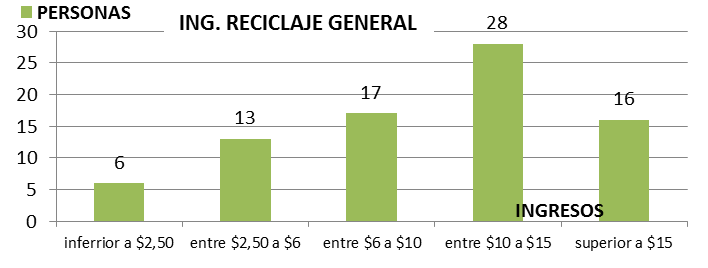 PERSONAS
ING. RECICLAJE GENERAL
30
25
20
15
10
5
0
6
13
17
28
16
INGRESOS
inferrior a $2,50
entre $2,50 a $6
entre $6 a $10
entre $10 a $15
superior a $15